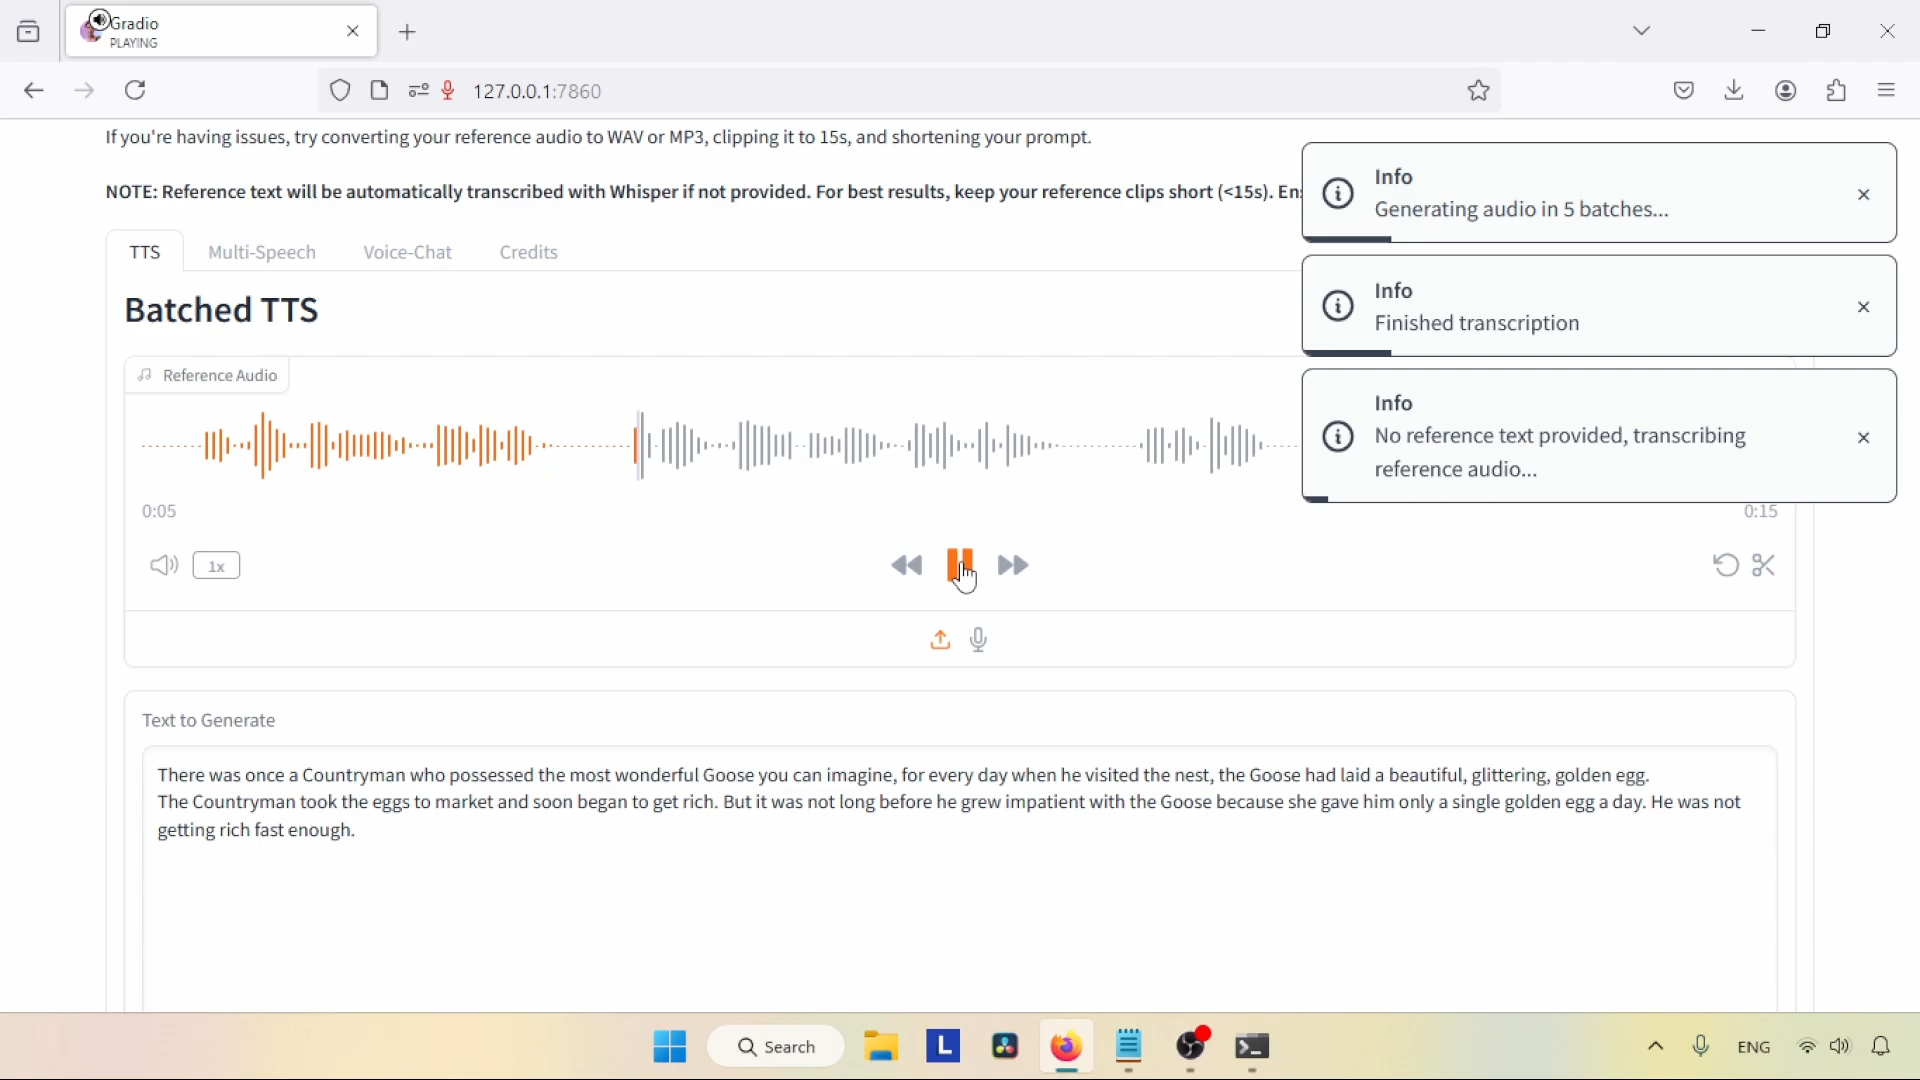 Gradio
PLAYING
127.0.0.1:7860
If you're having issues, try converting your reference audio to WAV or MP3, clipping it to 15s, and shortening your prompt.
NOTE: Reference text will be automatically transcribed with Whisper if not provided. For best results, keep your reference clips short (<15s). En
Info
Generating audio in 5 batches...
Info
Finished transcription
Info
No reference text provided, transcribing
reference audio...
TTS
Multi-Speech
Voice-Chat
Credits
Batched TTS
Reference Audio
0:05
0:15
1x
Text to Generate
There was once a Countryman who possessed the most wonderful Goose you can imagine, for every day when he visited the nest, the Goose had laid a beautiful, glittering, golden egg.
The Countryman took the eggs to market and soon began to get rich. But it was not long before he grew impatient with the Goose because she gave him only a single golden egg a day. He was not
getting rich fast enough.
Search
L
ENG